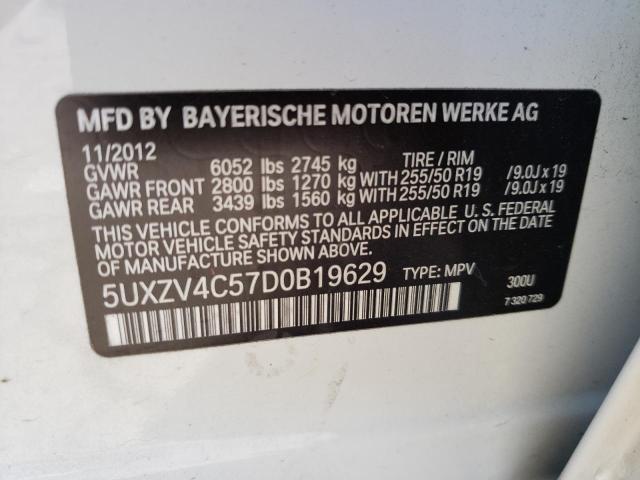 MFD BY BAYERISCHE MOTOREN WERKE AG
11/2012 TIRE / RIM
GVWR 6052 lbs 2745 kg
GAWR FRONT 2800 lbs 1270 kg WITH 255/50 R19 /9.0J x 19
GAWR REAR 3439 lbs 1560 kg WITH 255/50 R19 /9.0J x 19
THIS VEHICLE CONFORMS TO ALL APPLICABLE U. S. FEDERAL
MOTOR VEHICLE SAFETY STANDARDS IN EFFECT ON THE
DATE OF MANUFACTURE SHOWN ABOVE.
5UXZV4C57D0B19629 TYPE: MPV 300U
7 320 729